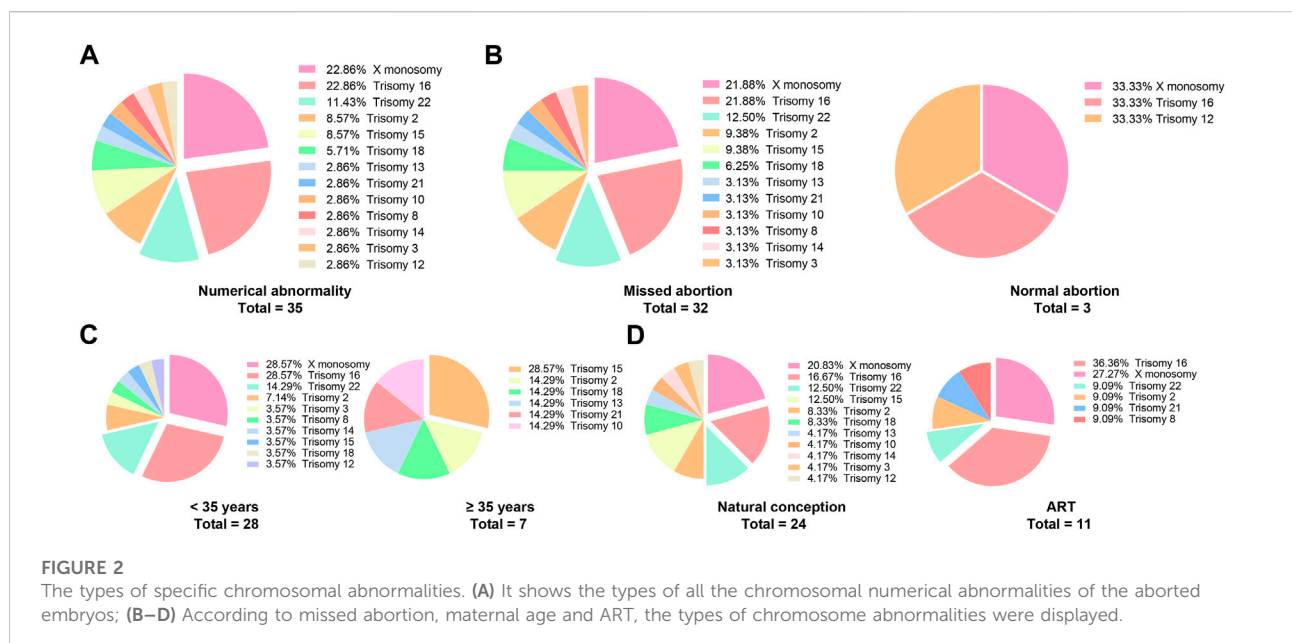 A
22.86% X monosomy
22.86% Trisomy 16
11.43% Trisomy 22
8.57% Trisomy 2
8.57% Trisomy 15
5.71% Trisomy 18
2.86% Trisomy 13
2.86% Trisomy 21
2.86% Trisomy 10
2.86% Trisomy 8
2.86% Trisomy 14
2.86% Trisomy 3
2.86% Trisomy 12
Numerical abnormality
Total = 35
B
21.88% X monosomy
21.88% Trisomy 16
12.50% Trisomy 22
9.38% Trisomy 2
9.38% Trisomy 15
6.25% Trisomy 18
3.13% Trisomy 13
3.13% Trisomy 21
3.13% Trisomy 10
3.13% Trisomy 8
3.13% Trisomy 14
3.13% Trisomy 3
Missed abortion
Total = 32
33.33% X monosomy
33.33% Trisomy 16
33.33% Trisomy 12
Normal abortion
Total = 3
C
28.57% X monosomy
28.57% Trisomy 16
14.29% Trisomy 22
7.14% Trisomy 2
3.57% Trisomy 3
3.57% Trisomy 8
3.57% Trisomy 14
3.57% Trisomy 15
3.57% Trisomy 18
3.57% Trisomy 12
< 35 years
Total = 28
28.57% Trisomy 15
14.29% Trisomy 2
14.29% Trisomy 18
14.29% Trisomy 13
14.29% Trisomy 21
14.29% Trisomy 10
≥ 35 years
Total = 7
D
20.83% X monosomy
16.67% Trisomy 16
12.50% Trisomy 22
12.50% Trisomy 15
8.33% Trisomy 2
8.33% Trisomy 18
4.17% Trisomy 13
4.17% Trisomy 10
4.17% Trisomy 14
4.17% Trisomy 3
4.17% Trisomy 12
Natural conception
Total = 24
36.36% Trisomy 16
27.27% X monosomy
9.09% Trisomy 22
9.09% Trisomy 2
9.09% Trisomy 21
9.09% Trisomy 8
ART
Total = 11
FIGURE 2
The types of specific chromosomal abnormalities. (A) It shows the types of all the chromosomal numerical abnormalities of the aborted
embryos; (B–D) According to missed abortion, maternal age and ART, the types of chromosome abnormalities were displayed.